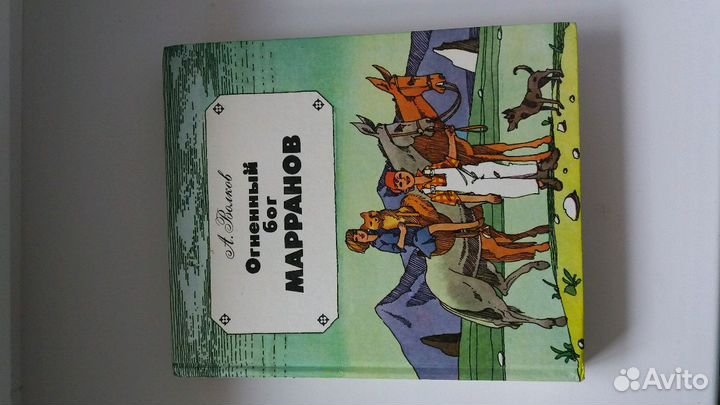 А. Волков
Огненный
бог
МАРРАНОВ
Avito